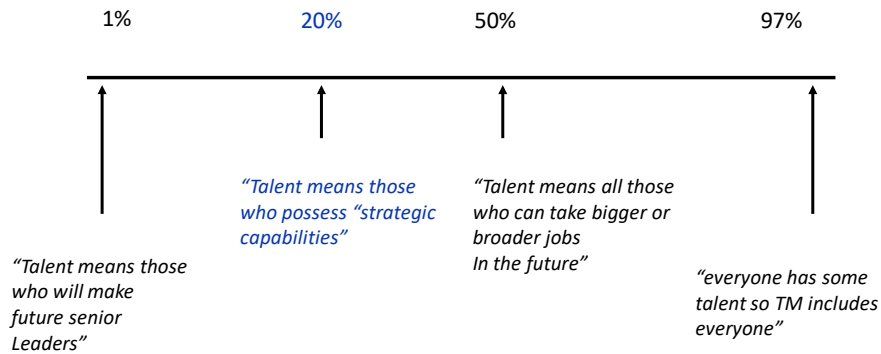 1%
20%
50%
97%
“Talent means those
who will make
future senior
Leaders”
“Talent means those
who possess “strategic
capabilities”
“Talent means all those
who can take bigger or
broader jobs
In the future”
“everyone has some
talent so TM includes
everyone”